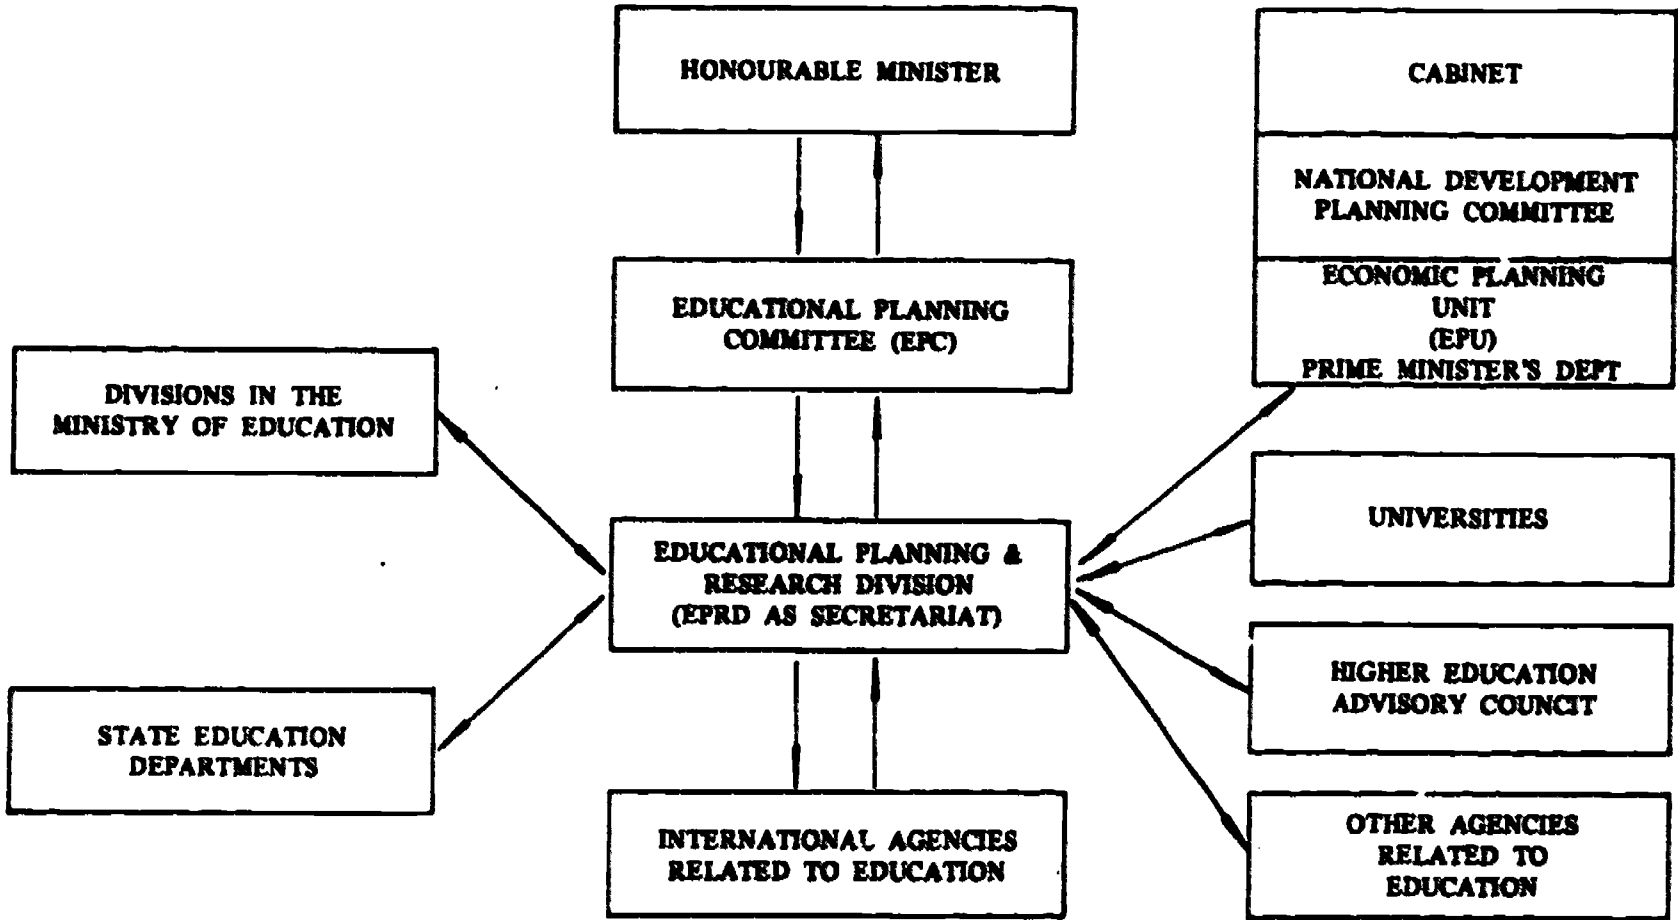 HONOURABLE MINISTER
CABINET
NATIONAL DEVELOPMENT
PLANNING COMMITTEE
ECONOMIC PLANNING
UNIT
(EPU)
PRIME MINISTER'S DEPT
EDUCATIONAL PLANNING
COMMITTEE (EPC)
DIVISIONS IN THE
MINISTRY OF EDUCATION
UNIVERSITIES
EDUCATIONAL PLANNING &
RESEARCH DIVISION
(EPRD AS SECRETARIAT)
HIGHER EDUCATION
ADVISORY COUNCIT
STATE EDUCATION
DEPARTMENTS
INTERNATIONAL AGENCIES
RELATED TO EDUCATION
OTHER AGENCIES
RELATED TO
EDUCATION